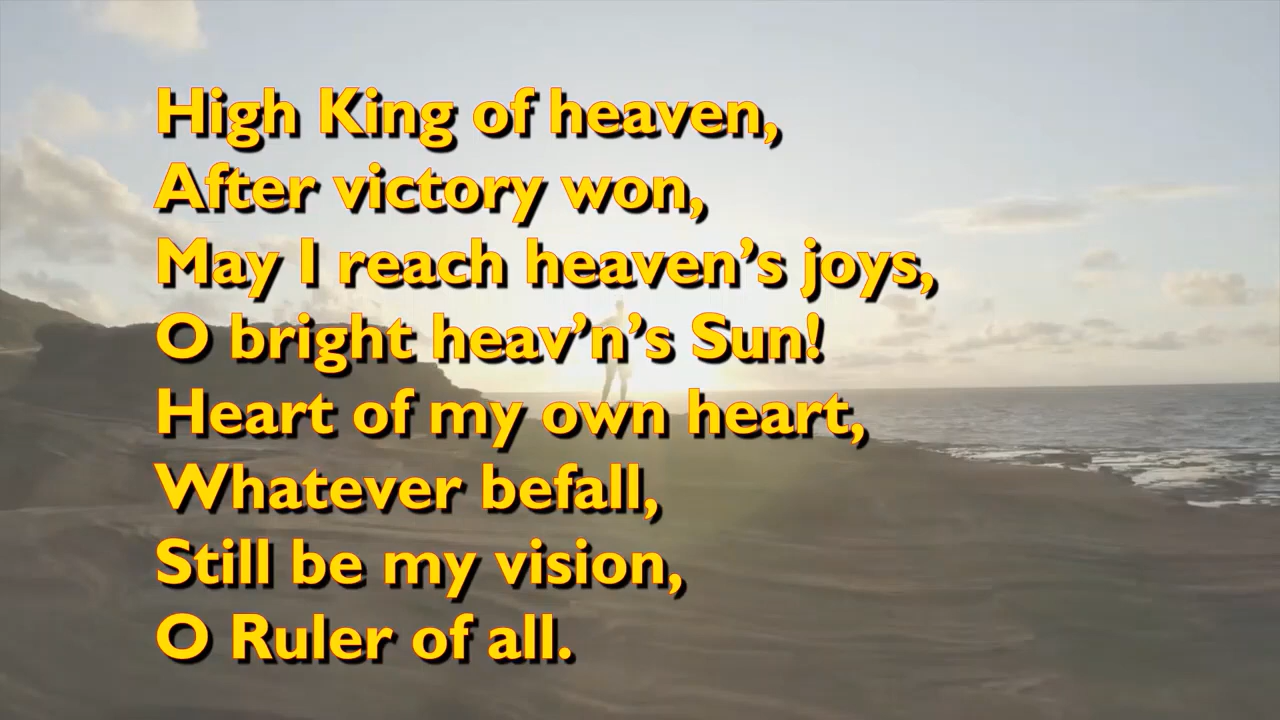 High King of heaven,
After victory won,
May I reach heaven’s joys,
O bright heav’n’s Sun!
Heart of my own heart,
Whatever befall,
Still be my vision,
O Ruler of all.